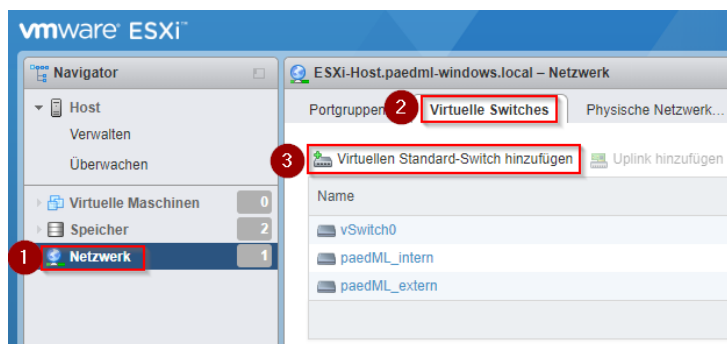 vmware ESXi™
Navigator
ESXi-Host.paedml-windows.local – Netzwerk
Host
Verwalten
Überwachen
Virtuelle Maschinen 0
Speicher 2
1 Netzwerk 1
Portgruppen 2 Virtuelle Switches Physische Netzwerk...
3 Virtuellen Standard-Switch hinzufügen Uplink hinzufügen
Name
vSwitch0
paedML_intern
paedML_extern